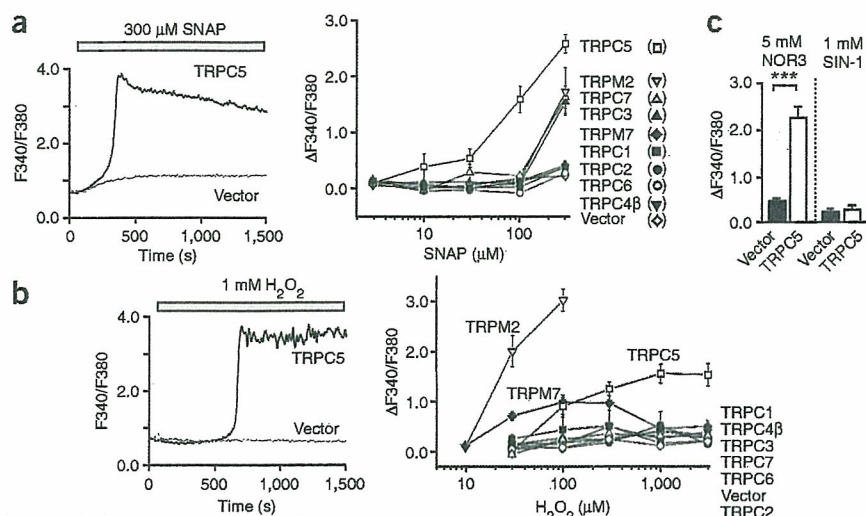 a
300 µM SNAP
TRPC5
Vector
F340/F380
4.0
3.0
2.0
1.0
0
500
1,000
1,500
Time (s)
ΔF340/F380
3.0
2.0
1.0
0.0
10
100
SNAP (µM)
TRPC5
TRPM2
TRPC7
TRPC3
TRPM7
TRPC1
TRPC2
TRPC6
TRPC4β
Vector
c
5 mM
NOR3
1 mM
SIN-1
***
ΔF340/F380
3.0
2.0
1.0
0.0
Vector
TRPC5
Vector
TRPC5
b
1 mM H₂O₂
TRPC5
Vector
F340/F380
4.0
2.0
0.0
0
500
1,000
1,500
Time (s)
ΔF340/F380
3.0
2.0
1.0
0.0
TRPM2
TRPC5
TRPM7
10
100
1,000
H₂O₂ (µM)
TRPC1
TRPC4β
TRPC3
TRPC7
TRPC6
Vector
TRPC2